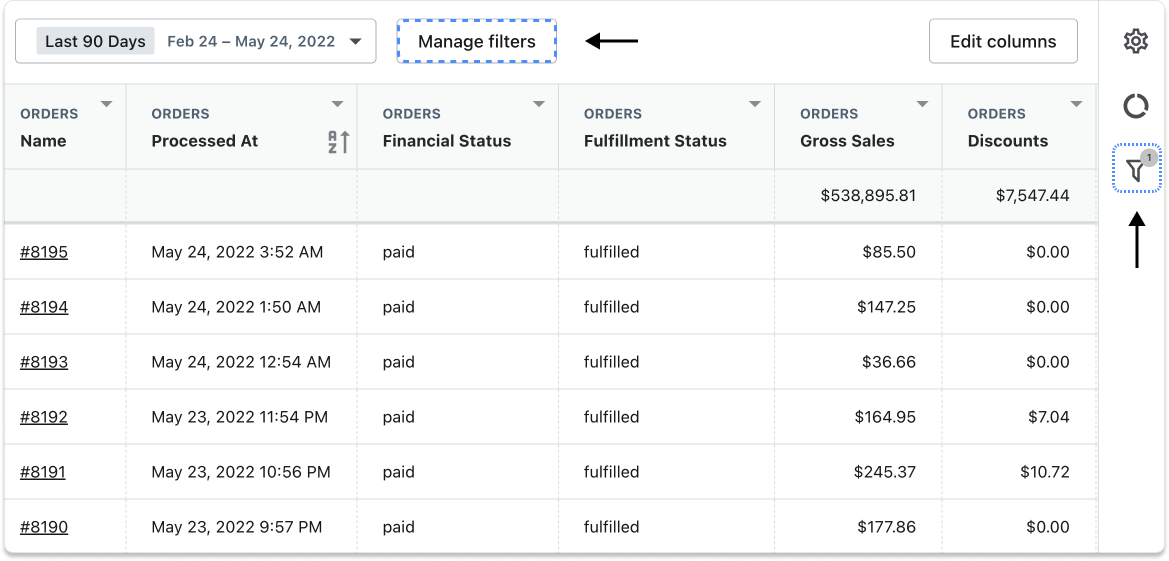 Last 90 Days Feb 24 – May 24, 2022 Manage filters Edit columns
ORDERS ORDERS ORDERS ORDERS ORDERS ORDERS
Name Processed At A Z Financial Status Fulfillment Status Gross Sales Discounts
1
$538,895.81 $7,547.44
#8195 May 24, 2022 3:52 AM paid fulfilled $85.50 $0.00
#8194 May 24, 2022 1:50 AM paid fulfilled $147.25 $0.00
#8193 May 24, 2022 12:54 AM paid fulfilled $36.66 $0.00
#8192 May 23, 2022 11:54 PM paid fulfilled $164.95 $7.04
#8191 May 23, 2022 10:56 PM paid fulfilled $245.37 $10.72
#8190 May 23, 2022 9:57 PM paid fulfilled $177.86 $0.00